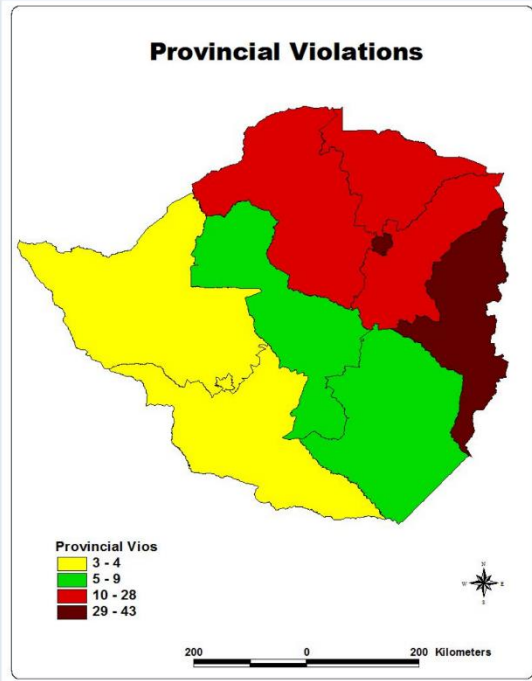 Provincial Violations
Provincial Vios
3 - 4
5 - 9
10 - 28
29 - 43
N
W E
S
200 0 200 Kilometers